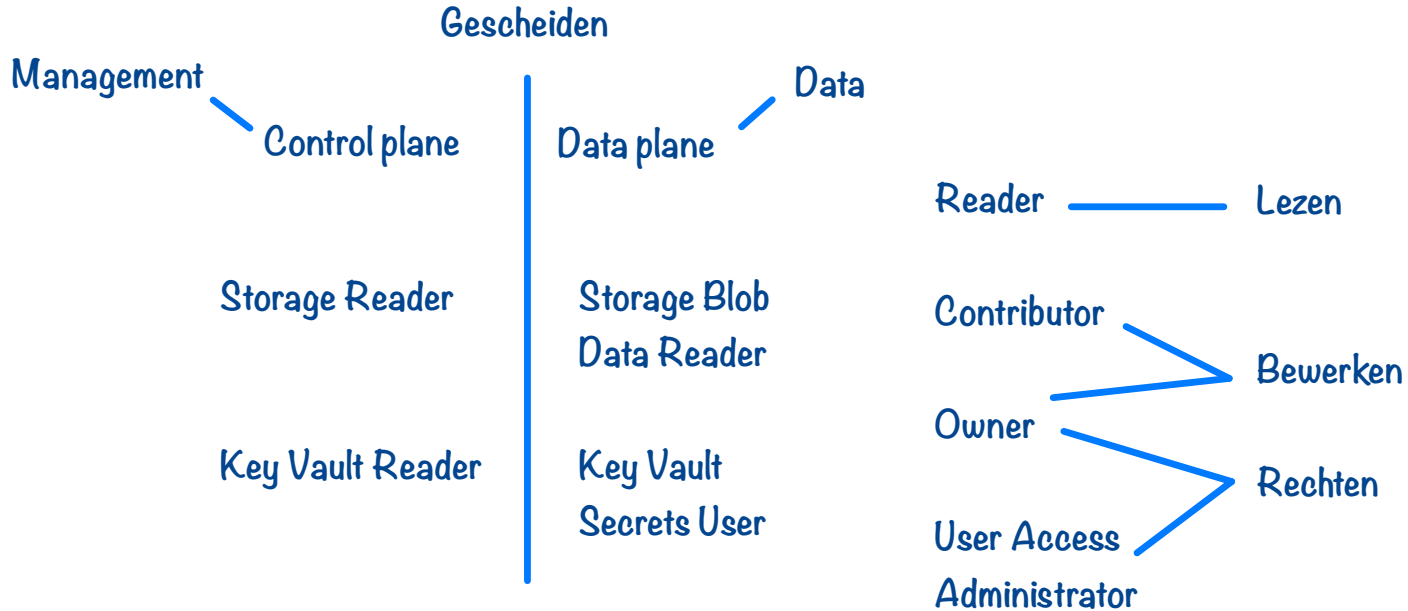 Gescheiden
Management
Data
Control plane
Data plane
Storage Reader
Storage Blob
Data Reader
Key Vault Reader
Key Vault
Secrets User
Reader
Lezen
Contributor
Bewerken
Owner
Rechten
User Access
Administrator